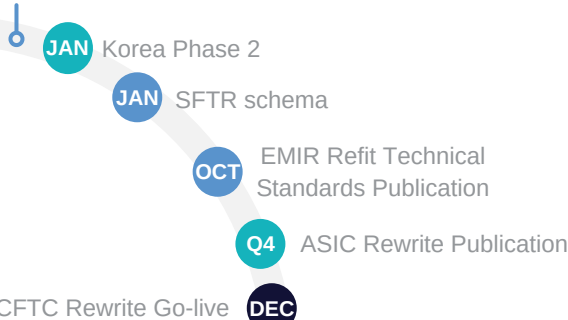 JAN Korea Phase 2
JAN SFTR schema
OCT EMIR Refit Technical
Standards Publication
Q4 ASIC Rewrite Publication
CFTC Rewrite Go-live DEC